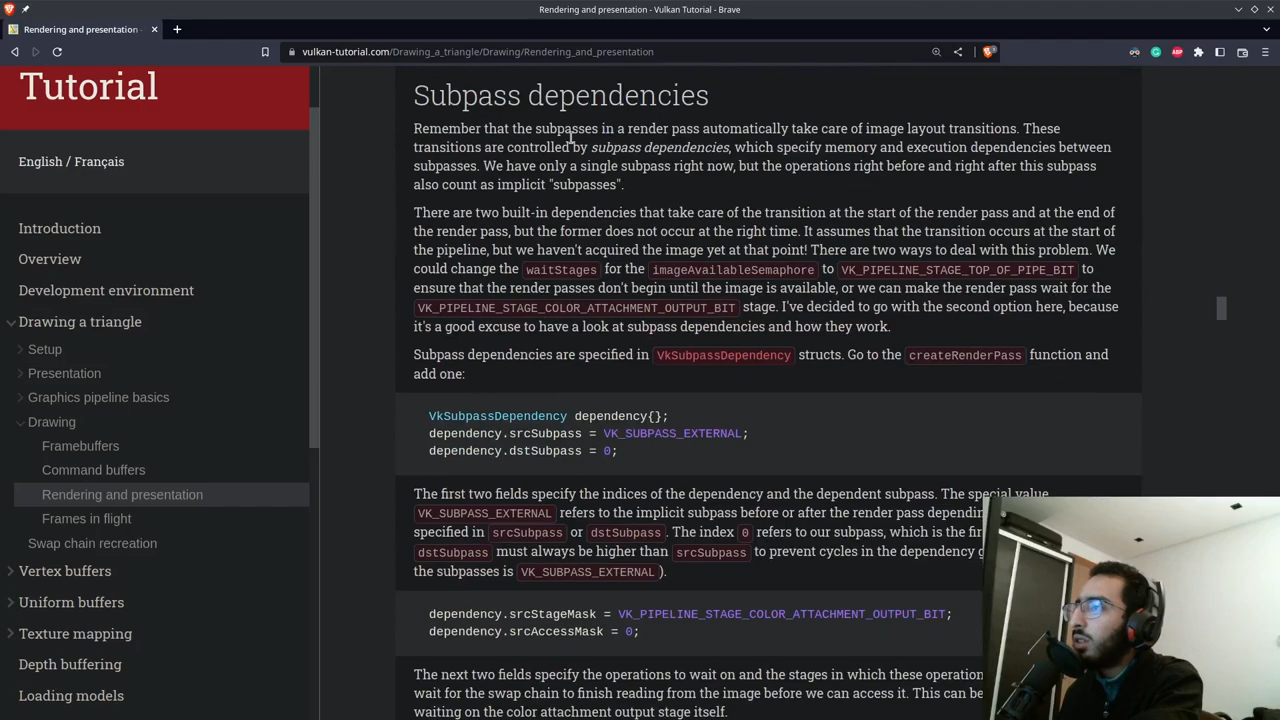 Rendering and presentation - Vulkan Tutorial - Brave
Rendering and presentation -
vulkan-tutorial.com/Drawing_a_triangle/Drawing/Rendering_and_presentation
Tutorial
English / Français
Introduction
Overview
Development environment
Drawing a triangle
Setup
Presentation
Graphics pipeline basics
Drawing
Framebuffers
Command buffers
Rendering and presentation
Frames in flight
Swap chain recreation
Vertex buffers
Uniform buffers
Texture mapping
Depth buffering
Loading models
Subpass dependencies
Remember that the subpasses in a render pass automatically take care of image layout transitions. These
transitions are controlled by subpass dependencies, which specify memory and execution dependencies between
subpasses. We have only a single subpass right now, but the operations right before and right after this subpass
also count as implicit "subpasses".
There are two built-in dependencies that take care of the transition at the start of the render pass and at the end of
the render pass, but the former does not occur at the right time. It assumes that the transition occurs at the start of
the pipeline, but we haven't acquired the image yet at that point! There are two ways to deal with this problem. We
could change the waitStages for the imageAvailableSemaphore to VK_PIPELINE_STAGE_TOP_OF_PIPE_BIT to
ensure that the render passes don't begin until the image is available, or we can make the render pass wait for the
VK_PIPELINE_STAGE_COLOR_ATTACHMENT_OUTPUT_BIT stage. I've decided to go with the second option here, because
it's a good excuse to have a look at subpass dependencies and how they work.
Subpass dependencies are specified in VkSubpassDependency structs. Go to the createRenderPass function and
add one:
VkSubpassDependency dependency{};
dependency.srcSubpass = VK_SUBPASS_EXTERNAL;
dependency.dstSubpass = 0;
The first two fields specify the indices of the dependency and the dependent subpass. The special value
VK_SUBPASS_EXTERNAL refers to the implicit subpass before or after the render pass
specified in srcSubpass or dstSubpass. The index 0 refers to our subpass, which is the
dstSubpass must always be higher than srcSubpass to prevent cycles in the dependency
the subpasses is VK_SUBPASS_EXTERNAL ).
dependency.srcStageMask = VK_PIPELINE_STAGE_COLOR_ATTACHMENT_OUTPUT_BIT;
dependency.srcAccessMask = 0;
The next two fields specify the operations to wait on and the stages in which these
wait for the swap chain to finish reading from the image before we can access it. This can
waiting on the color attachment output stage itself.